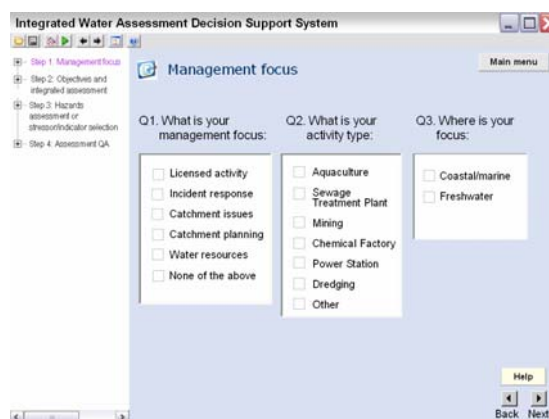 Integrated Water Assessment Decision Support System
Step 1: Management focus
Step 2: Objectives and
integrated assessment
Step 3: Hazards
assessment or
stressor/indicator selection
Step 4: Assessment QA
Management focus
Main menu
Q1. What is your
management focus:
Licensed activity
Incident response
Catchment issues
Catchment planning
Water resources
None of the above
Q2. What is your
activity type:
Aquaculture
Sewage
Treatment Plant
Mining
Chemical Factory
Power Station
Dredging
Other
Q3. Where is your
focus:
Coastal/marine
Freshwater
Help
Back Next